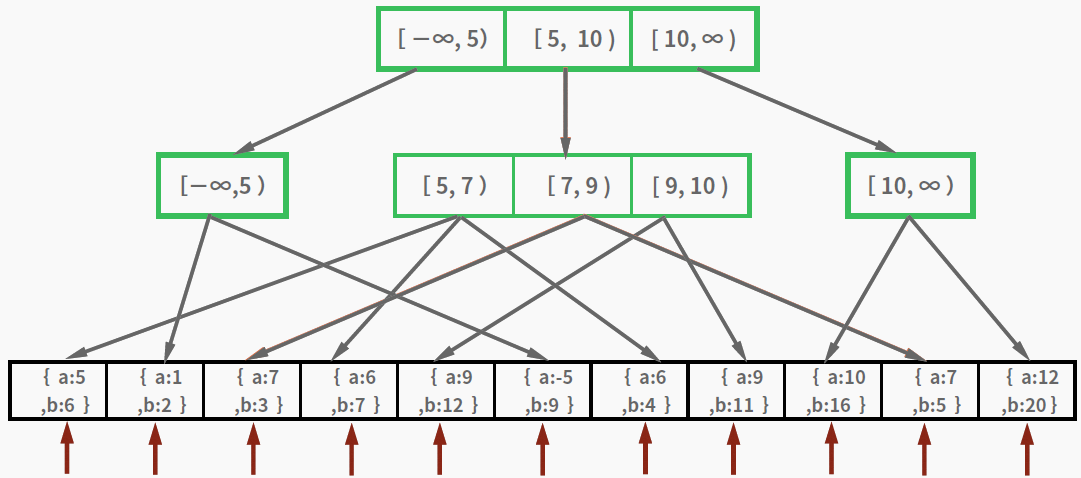 [ −∞, 5) [ 5, 10 ) [ 10, ∞ )
[−∞,5 ) [ 5, 7 ) [ 7, 9 ) [ 9, 10 ) [ 10, ∞ )
{ a:5 { a:1 { a:7 { a:6 { a:9 { a:-5 { a:6 { a:9 { a:10 { a:7 { a:12
,b:6 } ,b:2 } ,b:3 } ,b:7 } ,b:12 } ,b:9 } ,b:4 } ,b:11 } ,b:16 } ,b:5 } ,b:20 }